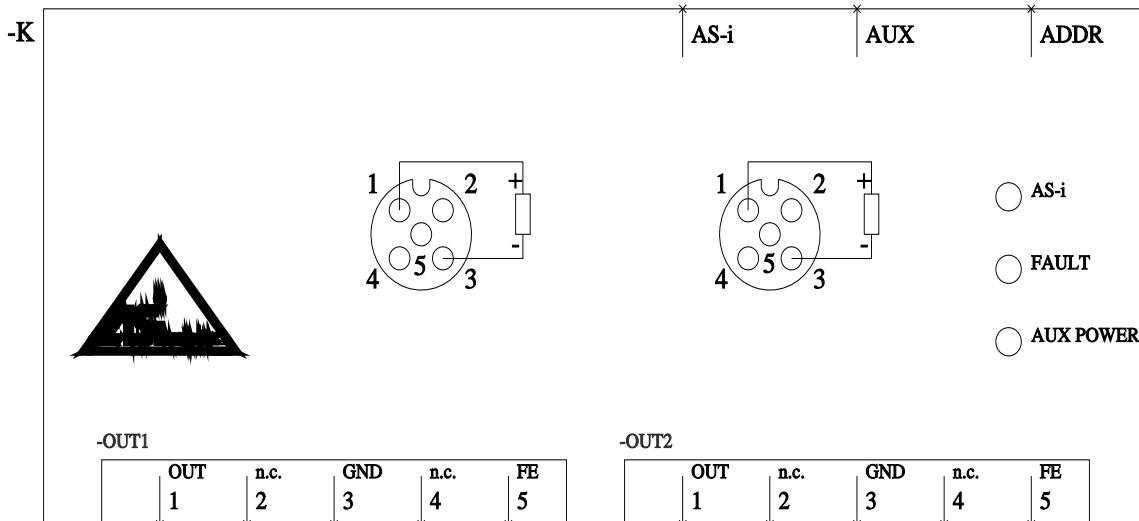 -K
AS-i AUX ADDR
1 2 + 1 2 +
AS-i
- -
5 5
4 3 4 3
FAULT
AUX POWER
-OUT1 -OUT2
OUT n.c. GND n.c. FE OUT n.c. GND n.c. FE
1 2 3 4 5 1 2 3 4 5